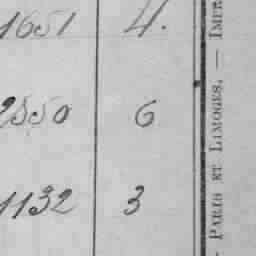 1651 4.
2550 6
1132 3
- PARIS ET LIMOGES. - IMPR